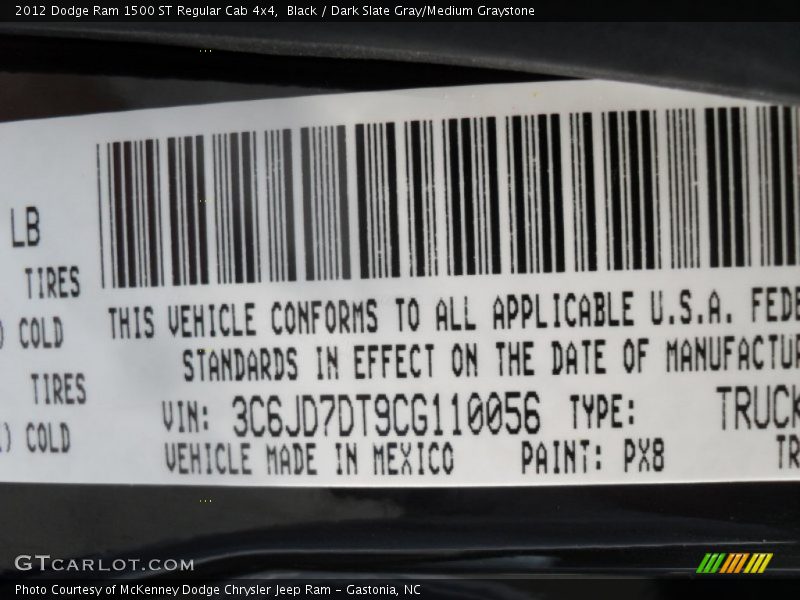 2012 Dodge Ram 1500 ST Regular Cab 4x4, Black / Dark Slate Gray/Medium Graystone
LB
TIRES
) COLD
THIS VEHICLE CONFORMS TO ALL APPLICABLE U.S.A. FEDE
STANDARDS IN EFFECT ON THE DATE OF MANUFACTUR
TIRES
VIN: 3C6JD7DT9CG110056 TYPE: TRUCK
) COLD
VEHICLE MADE IN MEXICO PAINT: PX8 TR
GTCARLOT.COM
Photo Courtesy of McKenney Dodge Chrysler Jeep Ram - Gastonia, NC